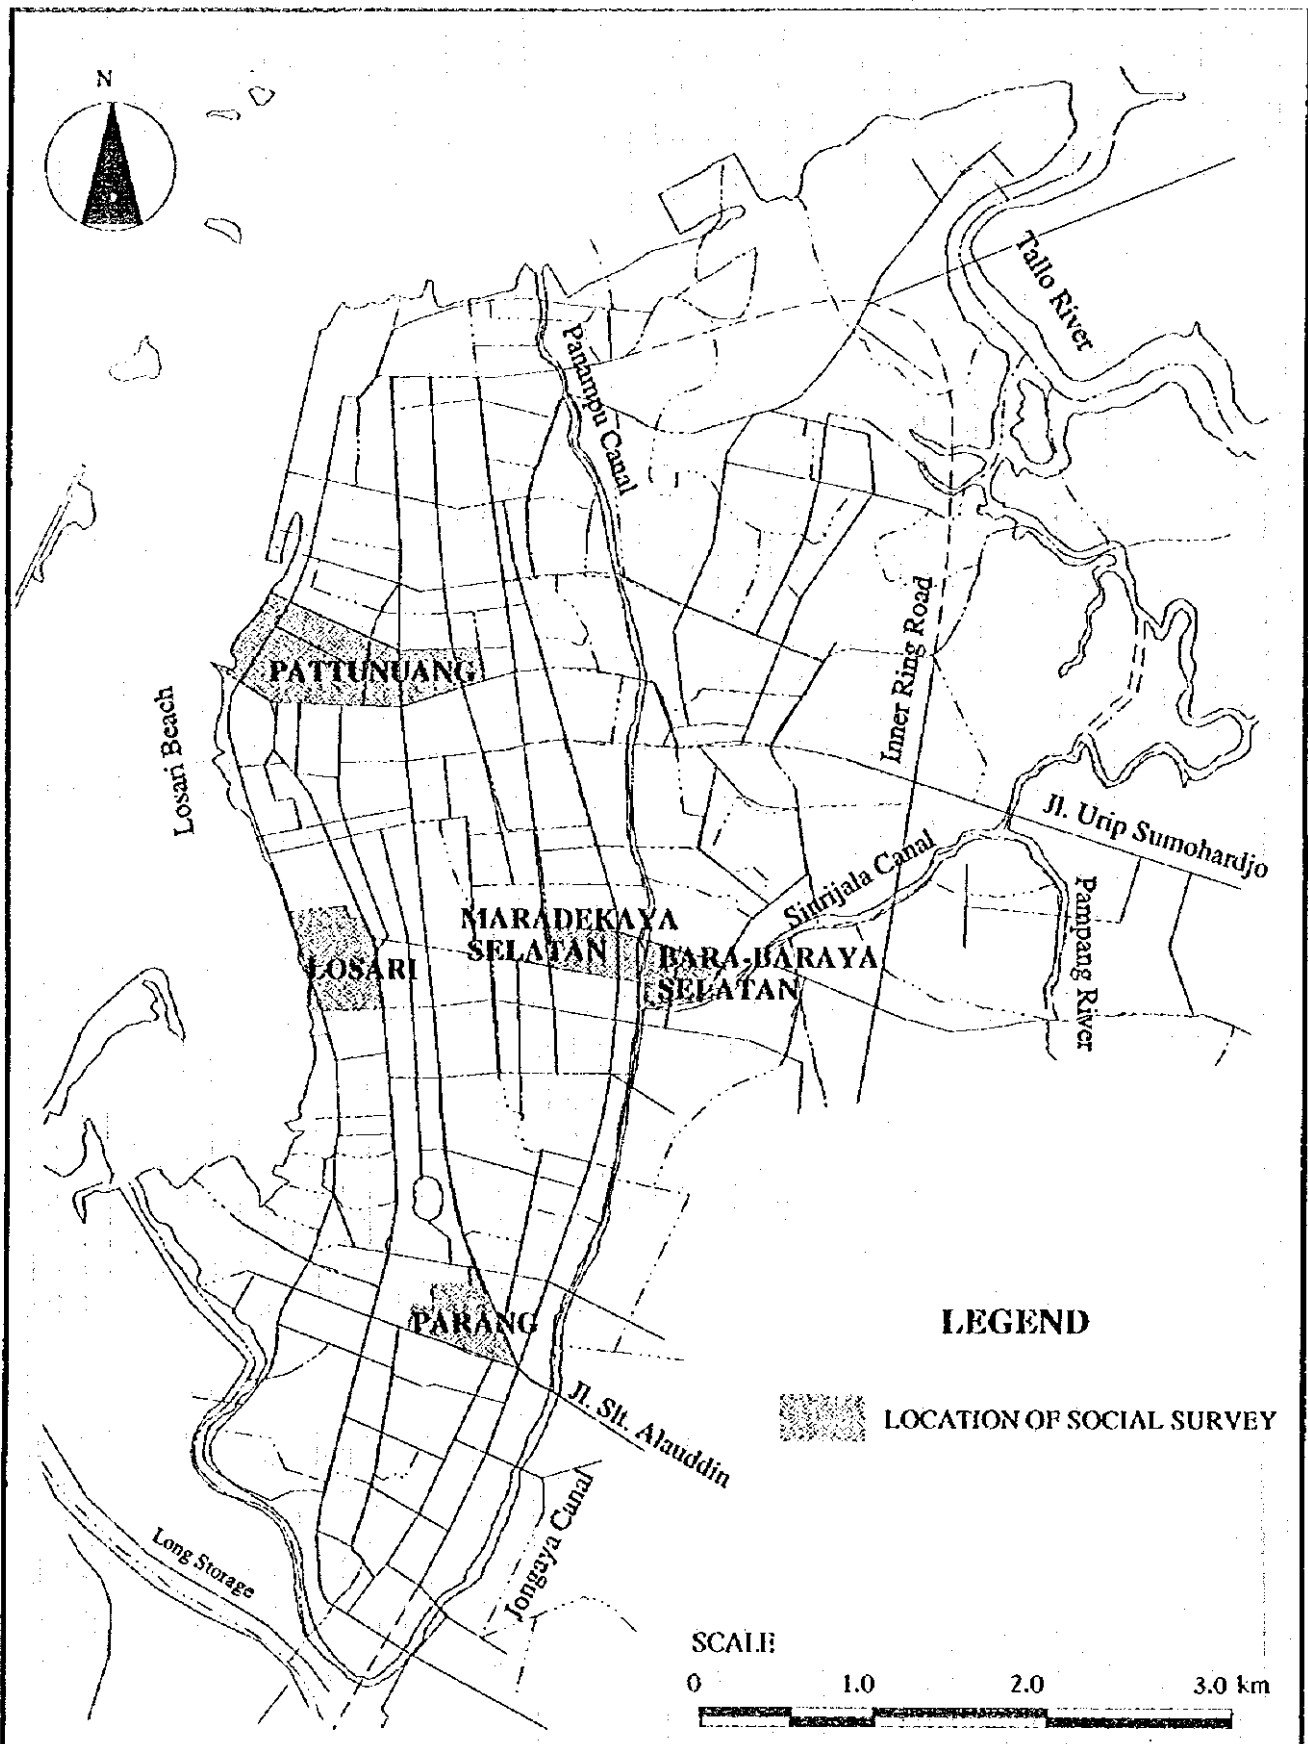 N
Tallo River
Panampu Canal
Inner Ring Road
PATTUNUANG
Losari Beach
Jl. Urip Sumohardjo
Sinrijala Canal
Pampang River
MARADEKAYA
SELATAN
BARA-BARAYA
SELATAN
LOSARI
PARANG
LEGEND
LOCATION OF SOCIAL SURVEY
Jl. Slt. Alauddin
Jongaya Canal
Long Storage
SCALE
0 1.0 2.0 3.0 km